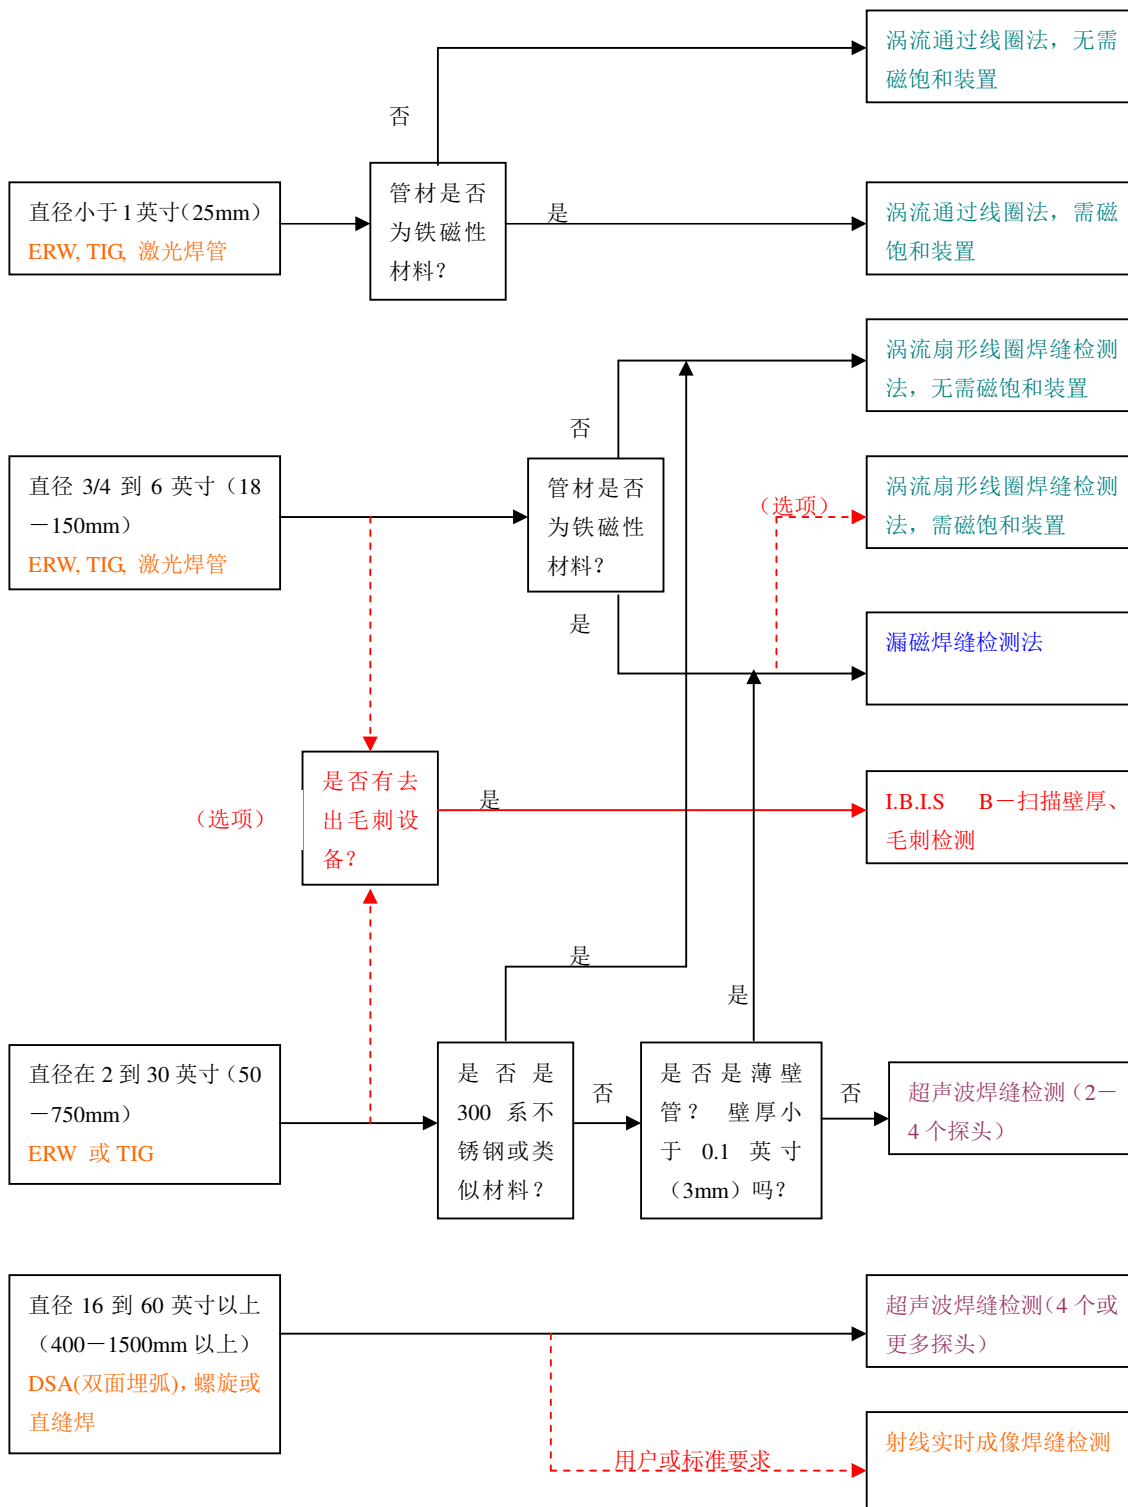 涡流通过线圈法，无需
磁饱和装置
否
直径小于 1 英寸（25mm）
ERW, TIG, 激光焊管
管材是否
为铁磁性
材料？
是
涡流通过线圈法，需磁
饱和装置
涡流扇形线圈焊缝检测
法，无需磁饱和装置
否
直径 3/4 到 6 英寸（18
－150mm）
ERW, TIG, 激光焊管
管材是否
为铁磁性
材料？
（选项）
涡流扇形线圈焊缝检测
法，需磁饱和装置
是
漏磁焊缝检测法
（选项）
是否有去
出毛刺设
备？
是
I.B.I.S B－扫描壁厚、
毛刺检测
是
是
直径在 2 到 30 英寸（50
－750mm）
ERW 或 TIG
是否是
300 系不
锈钢或类
似材料？
否
是否是薄壁
管？ 壁厚小
于 0.1 英寸
（3mm）吗？
否
超声波焊缝检测（2－
4 个探头）
直径 16 到 60 英寸以上
（400－1500mm 以上）
DSA(双面埋弧)，螺旋或
直缝焊
超声波焊缝检测（4 个或
更多探头）
用户或标准要求
射线实时成像焊缝检测